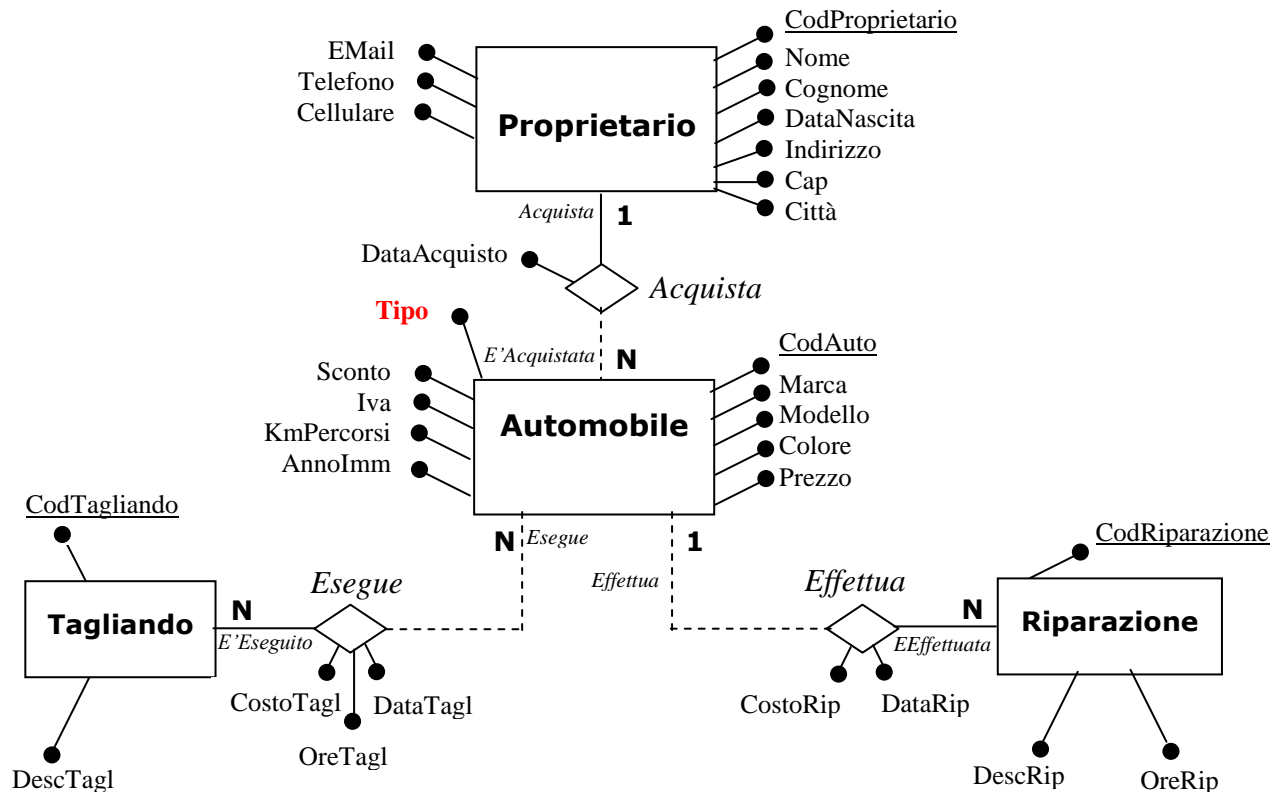 CodProprietario
EMail
Nome
Telefono
Cognome
Cellulare
DataNascita
Proprietario
Indirizzo
Cap
Città
Acquista
1
DataAcquisto
Acquista
Tipo
E'Acquistata
N
CodAuto
Sconto
Marca
Iva
Modello
KmPercorsi
Automobile
Colore
AnnoImm
Prezzo
CodTagliando
N
Esegue
1
CodRiparazione
Esegue
Effettua
Effettua
Tagliando
N
E'Eseguito
N
EEffettuata
Riparazione
CostoTagl
DataTagl
CostoRip
DataRip
OreTagl
DescTagl
DescRip
OreRip